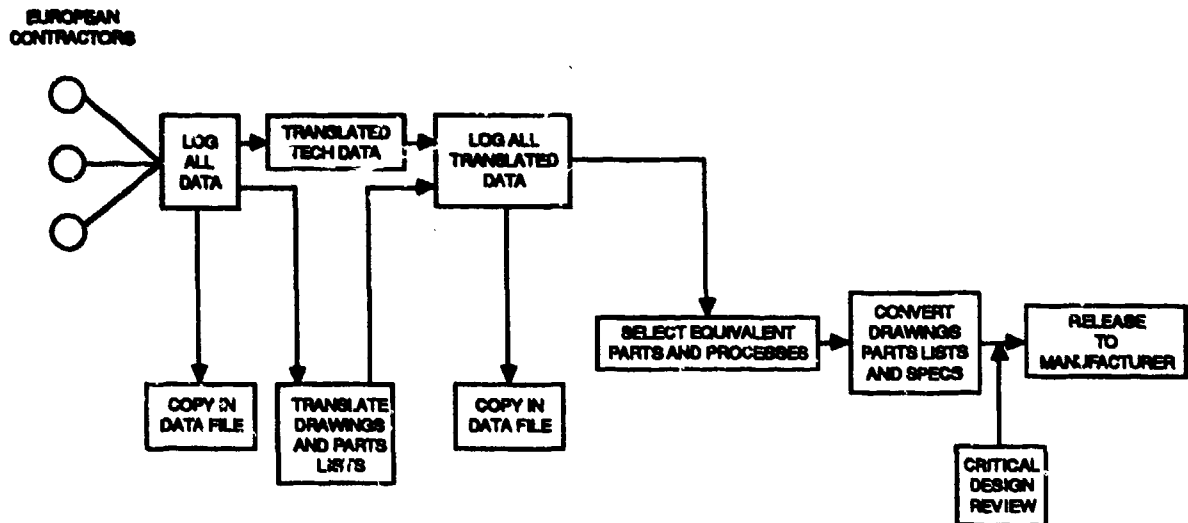 EUROPEAN
CONTRACTORS
LOG
ALL
DATA
TRANSLATED
TECH DATA
LOG ALL
TRANSLATED
DATA
COPY IN
DATA FILE
TRANSLATE
DRAWINGS
AND PARTS
LISTS
COPY IN
DATA FILE
SELECT EQUIVALENT
PARTS AND PROCESSES
CONVERT
DRAWINGS
PARTS LISTS
AND SPECS
RELEASE
TO
MANUFACTURER
CRITICAL
DESIGN
REVIEW